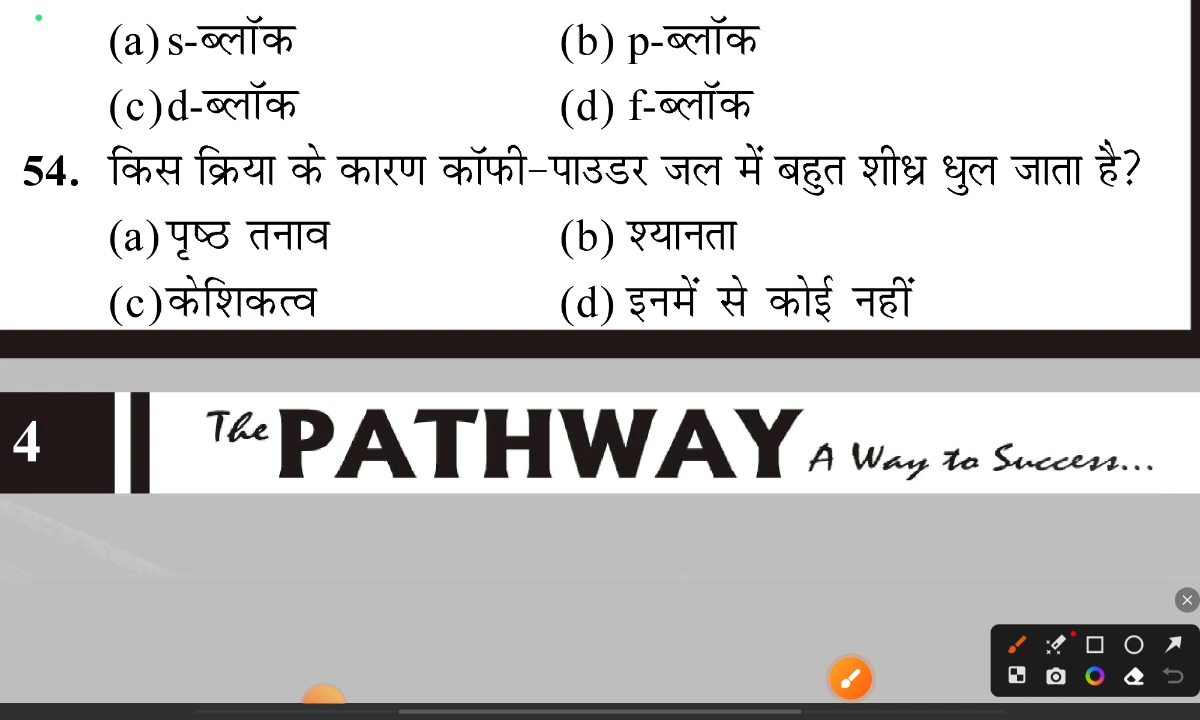 (a) s-ब्लॉक (b) p-ब्लॉक
(c) d-ब्लॉक (d) f-ब्लॉक
54. किस क्रिया के कारण कॉफी-पाउडर जल में बहुत शीध्र धुल जाता है?
(a) पृष्ठ तनाव (b) श्यानता
(c) केशिकत्व (d) इनमें से कोई नहीं
4 The PATHWAY A Way to Success...